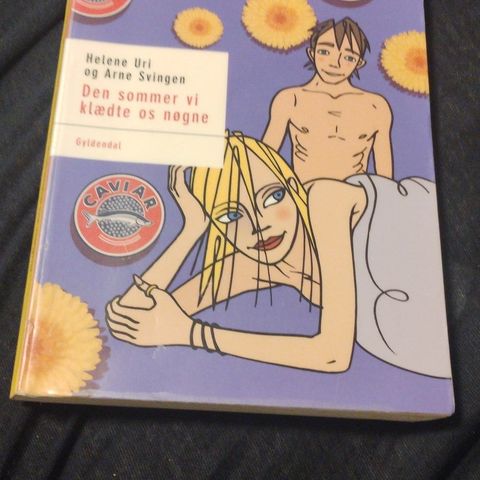 Helene Uri
og Arne Svingen
Den sommer vi
klædte os nøgne
Gyldendal
CAVIAR